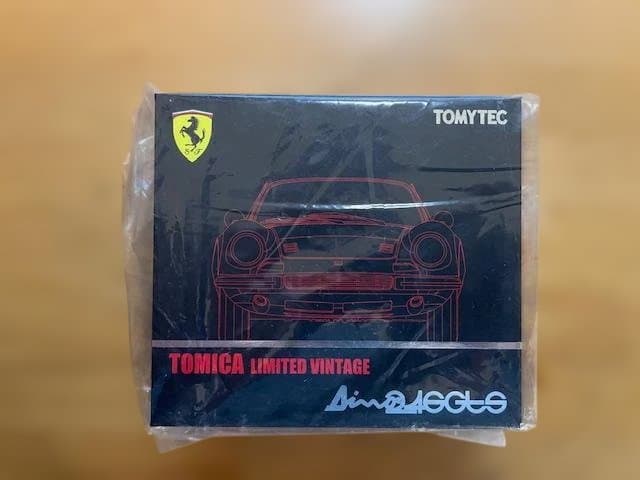 TOMYTEC
S F
TOMICA LIMITED VINTAGE
Dino 246GTS